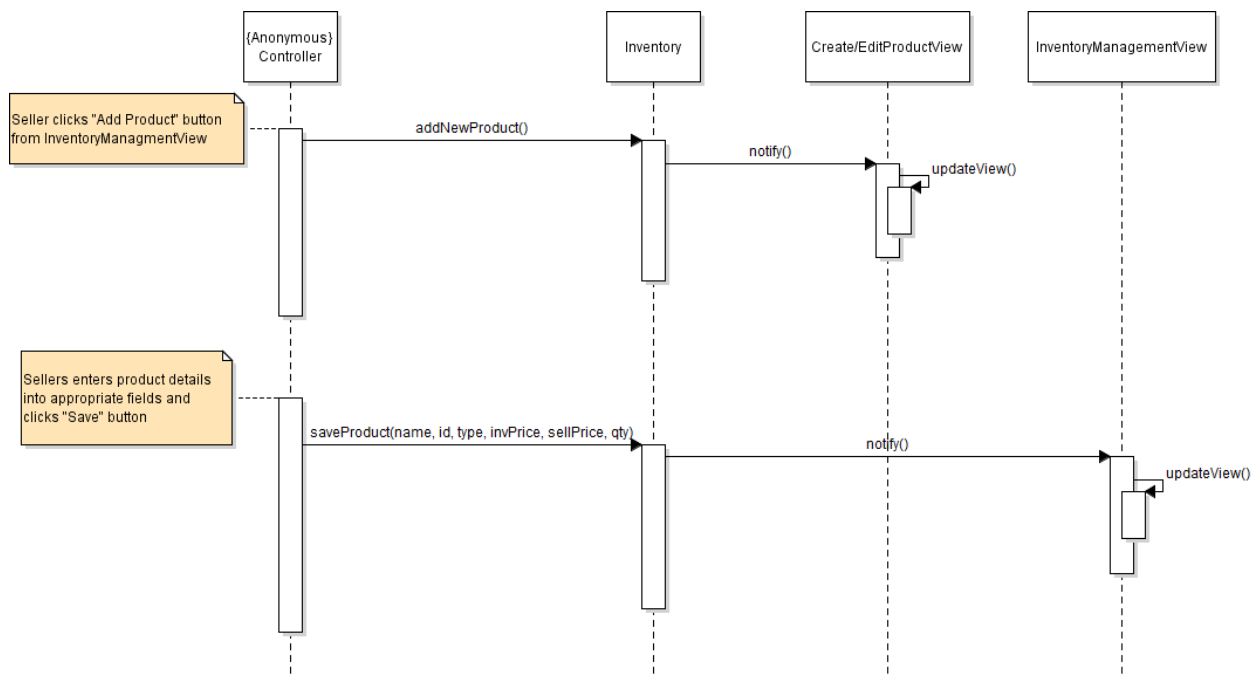 {Anonymous}
Controller
Inventory
Create/EditProductView
InventoryManagementView
Seller clicks "Add Product" button
from InventoryManagmentView
addNewProduct()
notify()
updateView()
Sellers enters product details
into appropriate fields and
clicks "Save" button
saveProduct(name, id, type, invPrice, sellPrice, qty)
notify()
updateView()